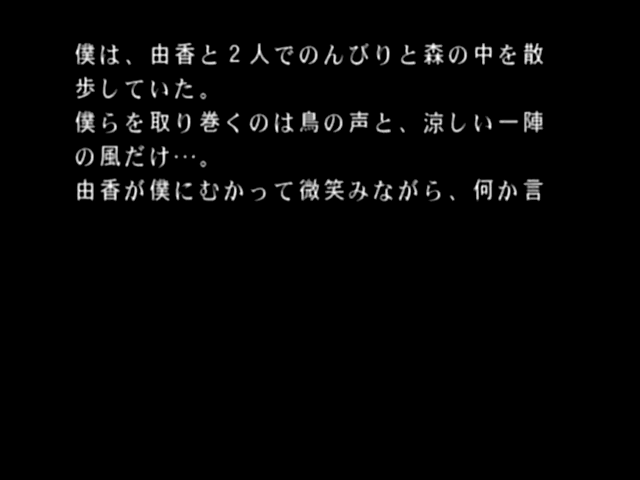 僕は、由香と２人でのんびりと森の中を散
歩していた。
僕らを取り巻くのは鳥の声と、涼しい一陣
の風だけ…。
由香が僕にむかって微笑みながら、何か言